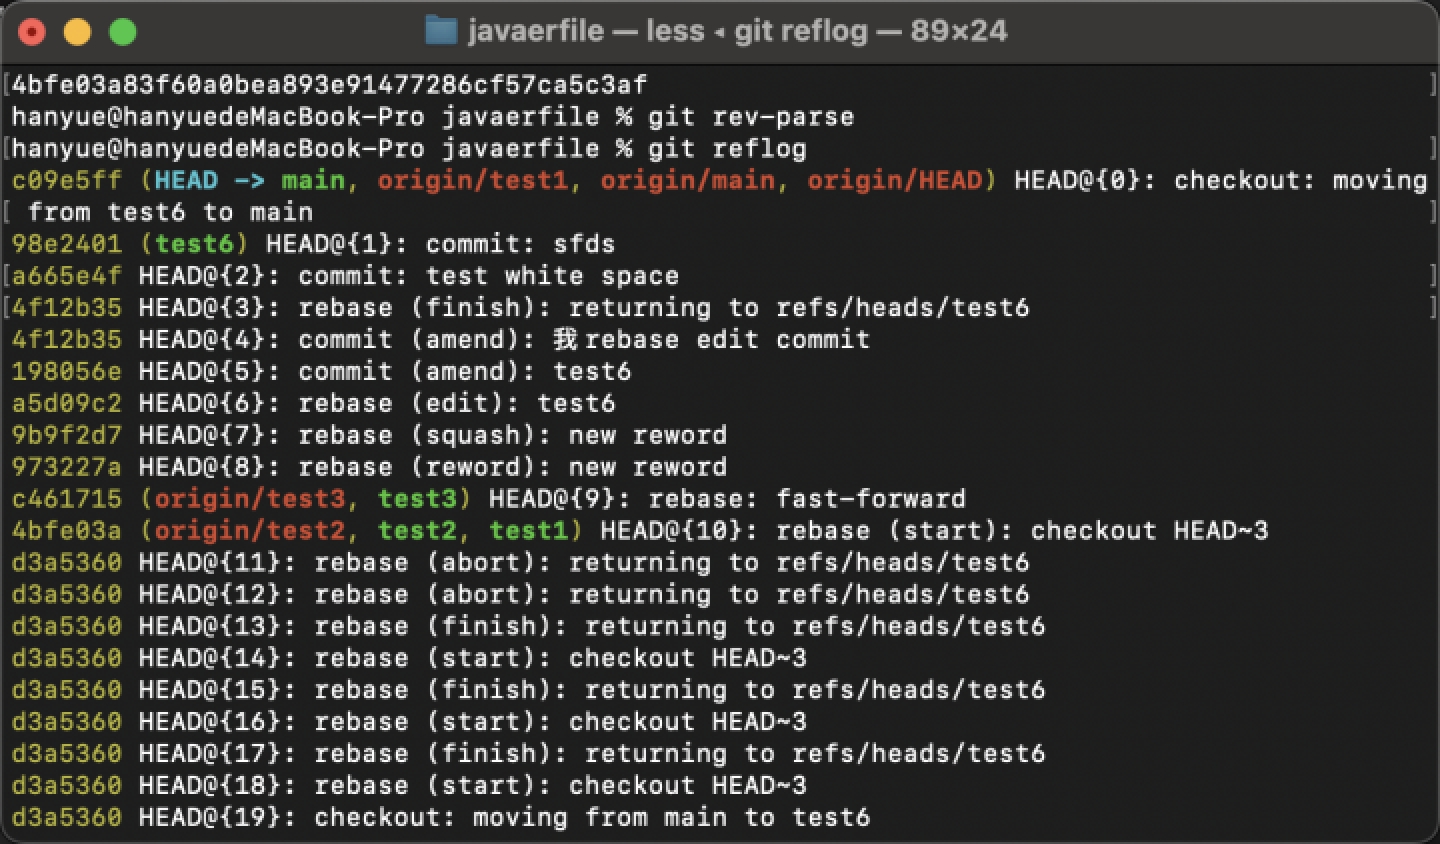 javaerfile — less ◂ git reflog — 89×24
4bfe03a83f60a0bea893e91477286cf57ca5c3af
hanyue@hanyuedeMacBook-Pro javaerfile % git rev-parse
hanyue@hanyuedeMacBook-Pro javaerfile % git reflog
c09e5ff (HEAD -> main, origin/test1, origin/main, origin/HEAD) HEAD@{0}: checkout: moving
from test6 to main
98e2401 (test6) HEAD@{1}: commit: sfds
a665e4f HEAD@{2}: commit: test white space
4f12b35 HEAD@{3}: rebase (finish): returning to refs/heads/test6
4f12b35 HEAD@{4}: commit (amend): 我rebase edit commit
198056e HEAD@{5}: commit (amend): test6
a5d09c2 HEAD@{6}: rebase (edit): test6
9b9f2d7 HEAD@{7}: rebase (squash): new reword
973227a HEAD@{8}: rebase (reword): new reword
c461715 (origin/test3, test3) HEAD@{9}: rebase: fast-forward
4bfe03a (origin/test2, test2, test1) HEAD@{10}: rebase (start): checkout HEAD~3
d3a5360 HEAD@{11}: rebase (abort): returning to refs/heads/test6
d3a5360 HEAD@{12}: rebase (abort): returning to refs/heads/test6
d3a5360 HEAD@{13}: rebase (finish): returning to refs/heads/test6
d3a5360 HEAD@{14}: rebase (start): checkout HEAD~3
d3a5360 HEAD@{15}: rebase (finish): returning to refs/heads/test6
d3a5360 HEAD@{16}: rebase (start): checkout HEAD~3
d3a5360 HEAD@{17}: rebase (finish): returning to refs/heads/test6
d3a5360 HEAD@{18}: rebase (start): checkout HEAD~3
d3a5360 HEAD@{19}: checkout: moving from main to test6